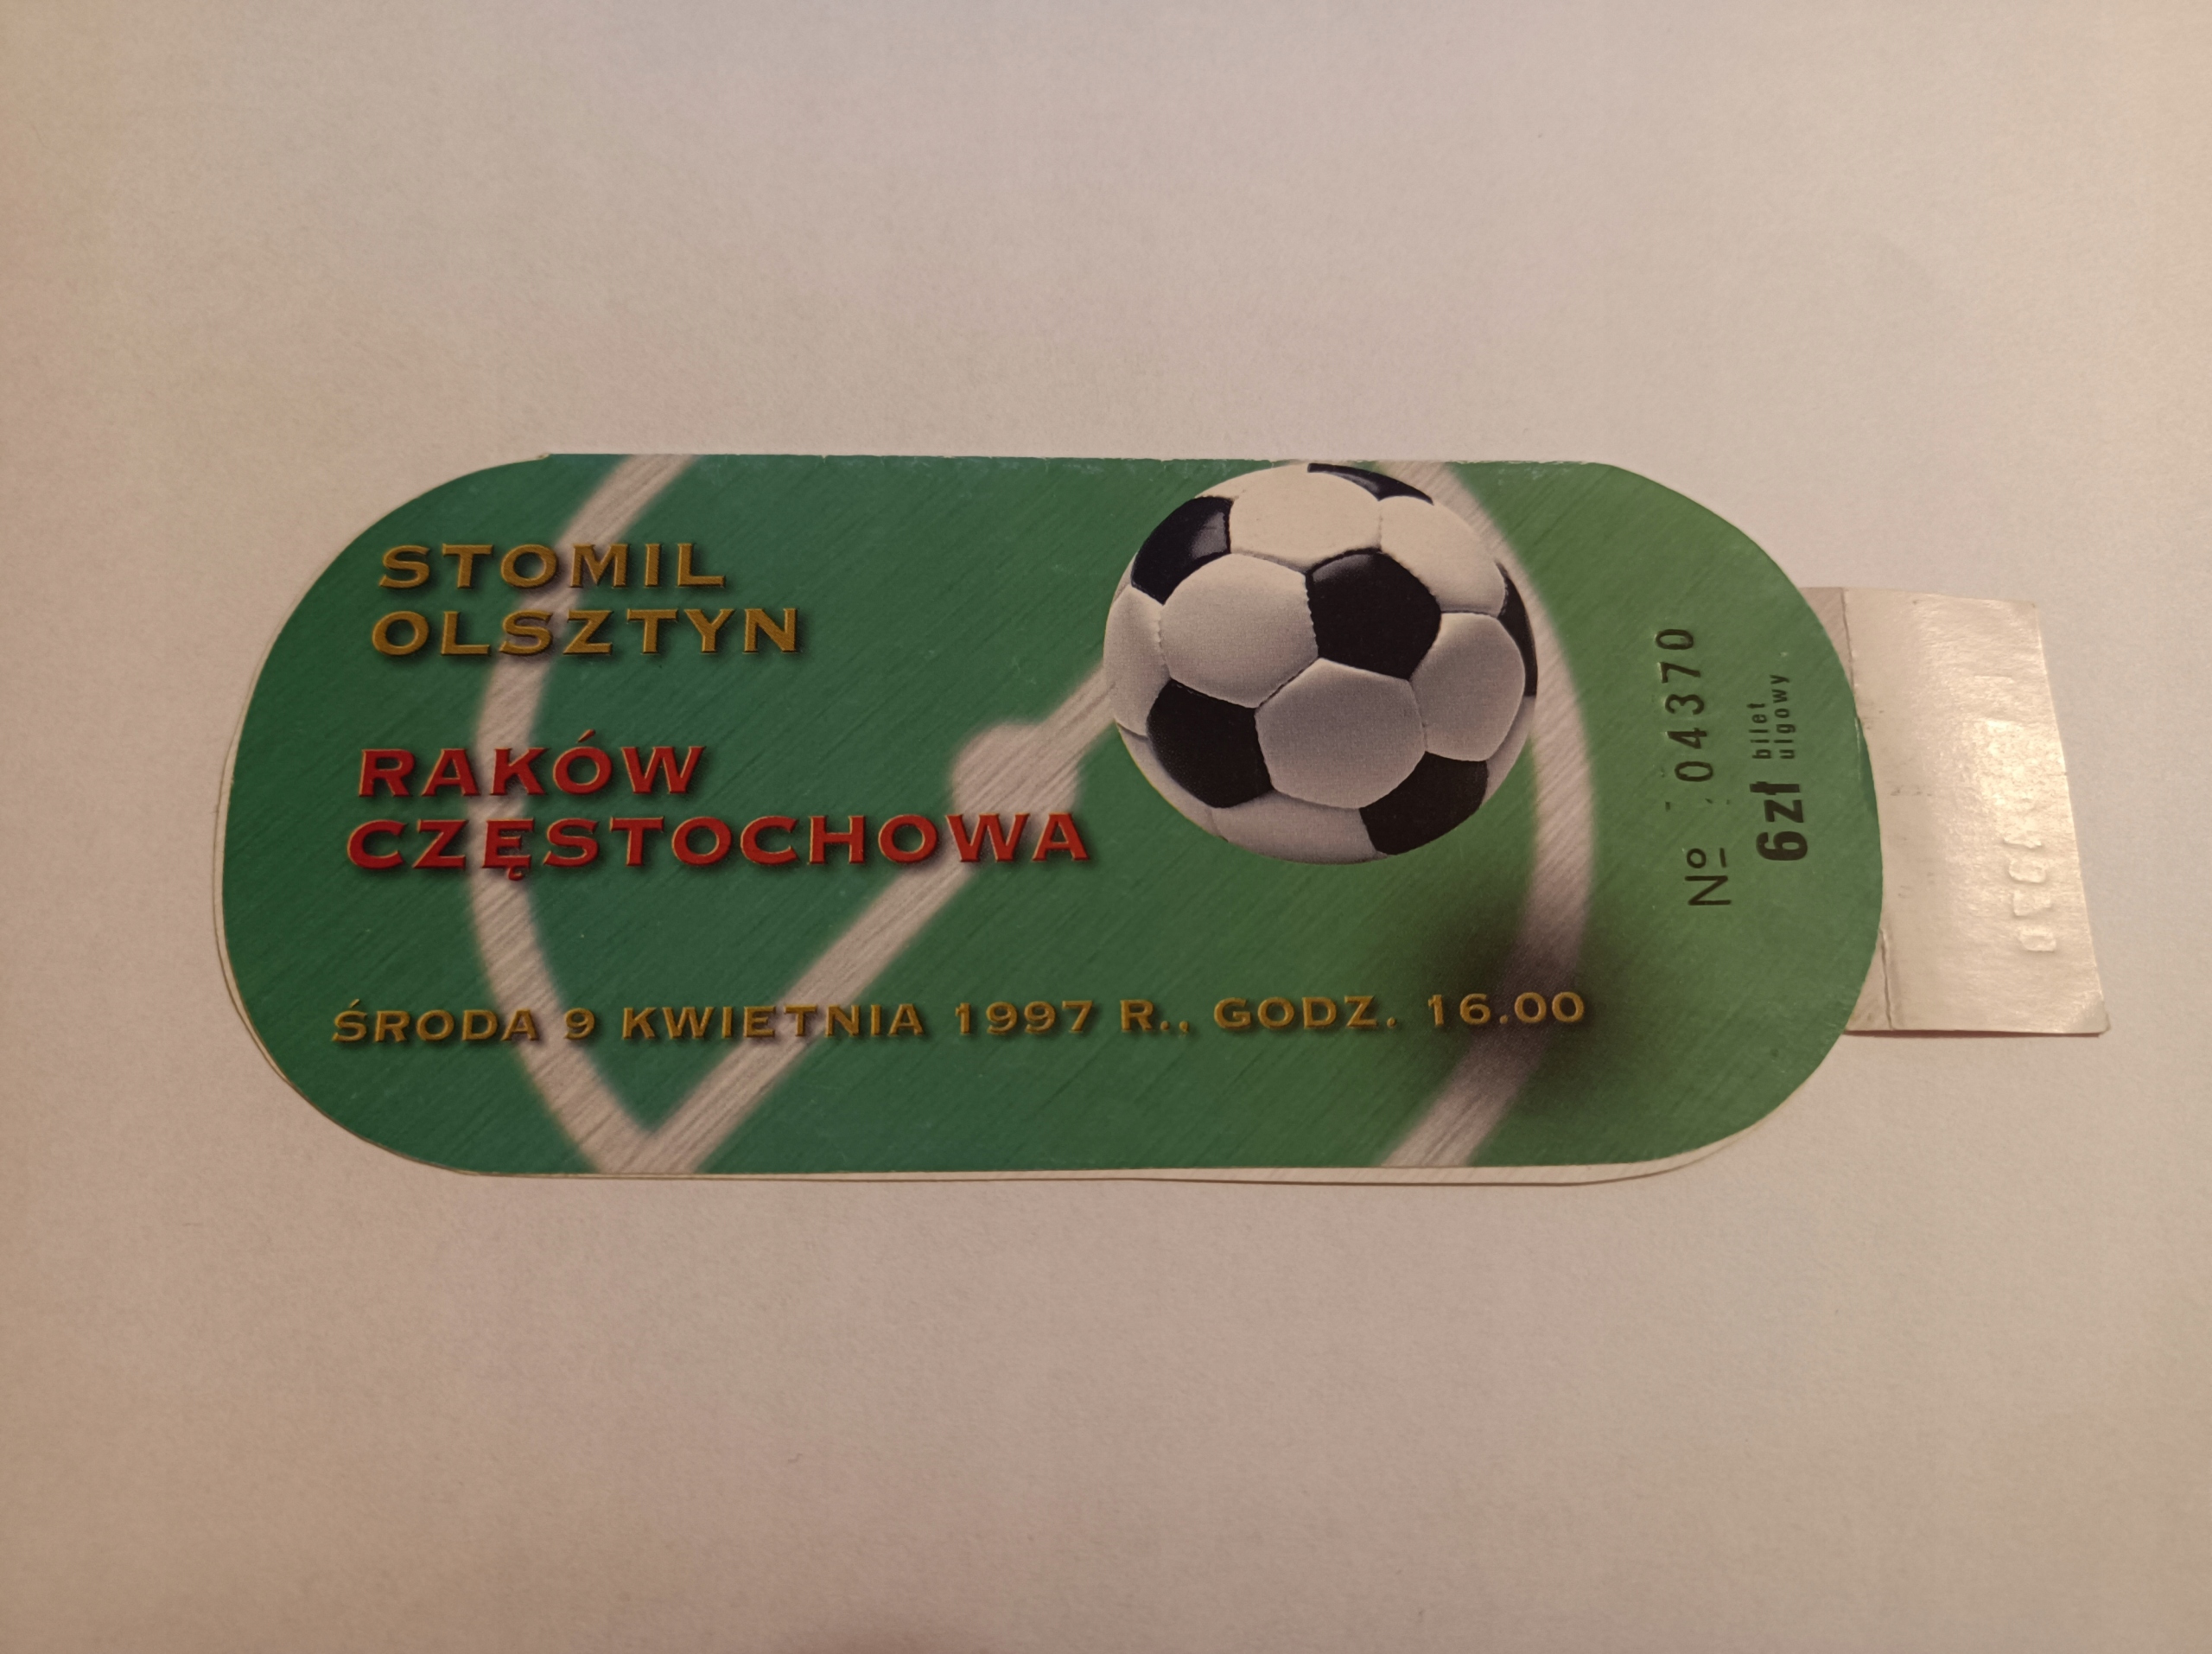 STOMIL
OLSZTYN
RAKÓW
CZĘSTOCHOWA
ŚRODA 9 KWIETNIA 1997 R., GODZ. 16.00
Nº 04370
6zł bilet
ulgowy